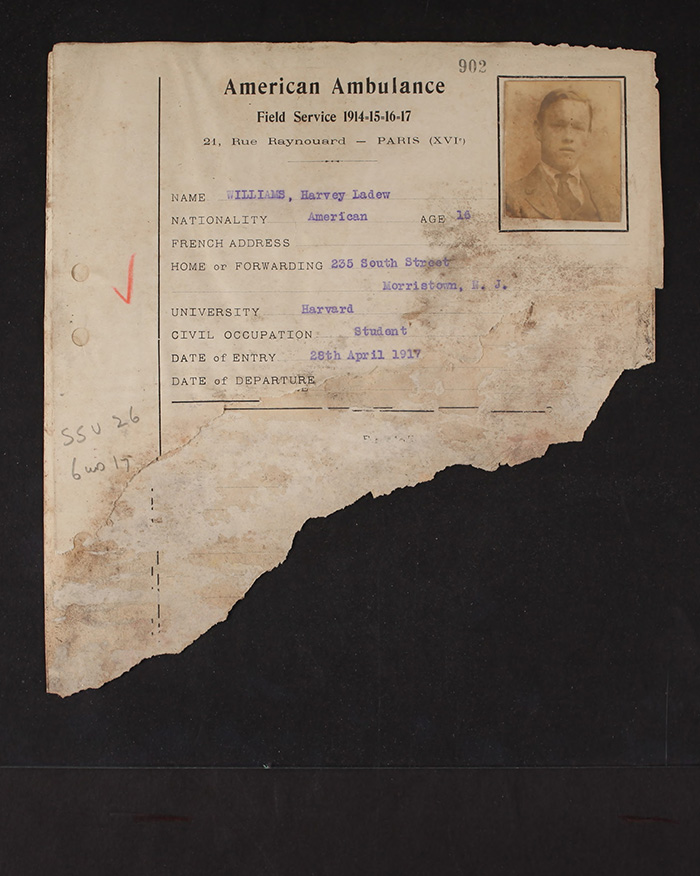 902
American Ambulance
Field Service 1914-15-16-17
21, Rue Raynouard — PARIS (XVIe)
NAME WILLIAMS, Harvey Ladew
NATIONALITY American AGE 16
FRENCH ADDRESS
HOME or FORWARDING 235 South Street
Morristown, N. J.
UNIVERSITY Harvard
CIVIL OCCUPATION Student
DATE of ENTRY 28th April 1917
DATE of DEPARTURE
SSU 26
6